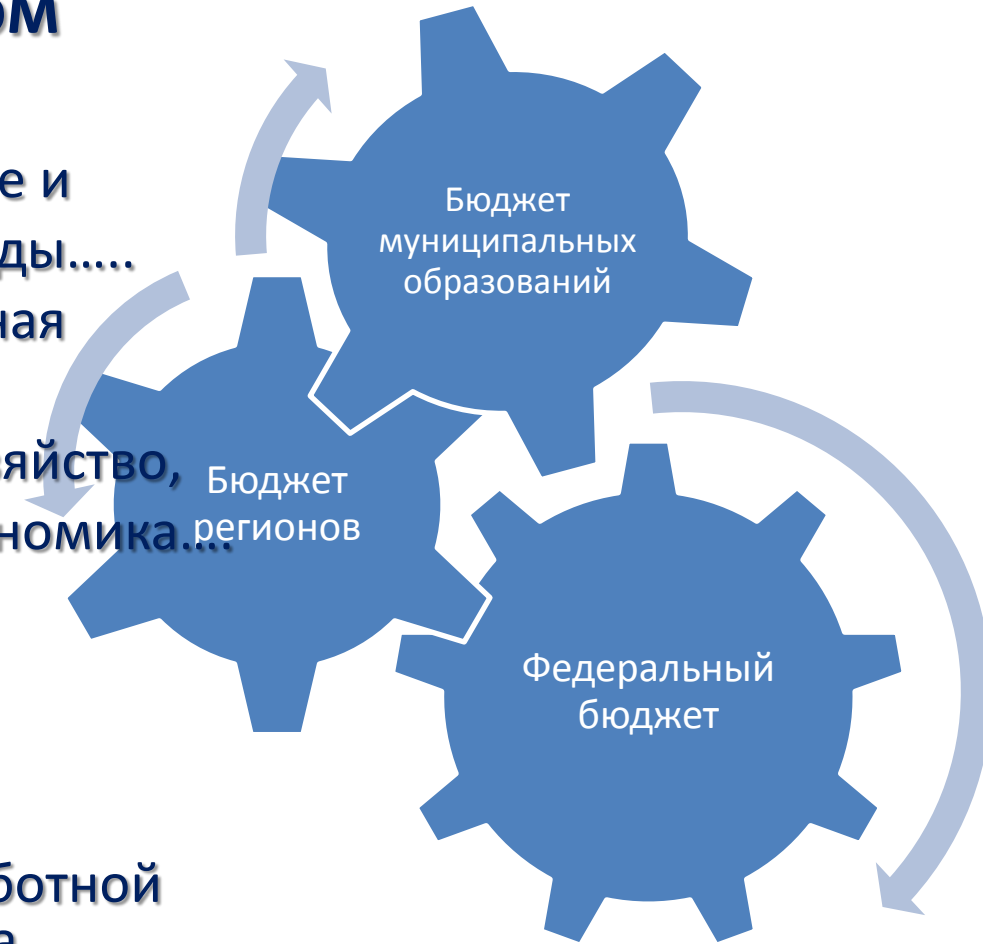 ом
е и
ды.....
ная
яйство,
номика....
ботной
Бюджет
муниципальных
образований
Бюджет
регионов
Федеральный
бюджет